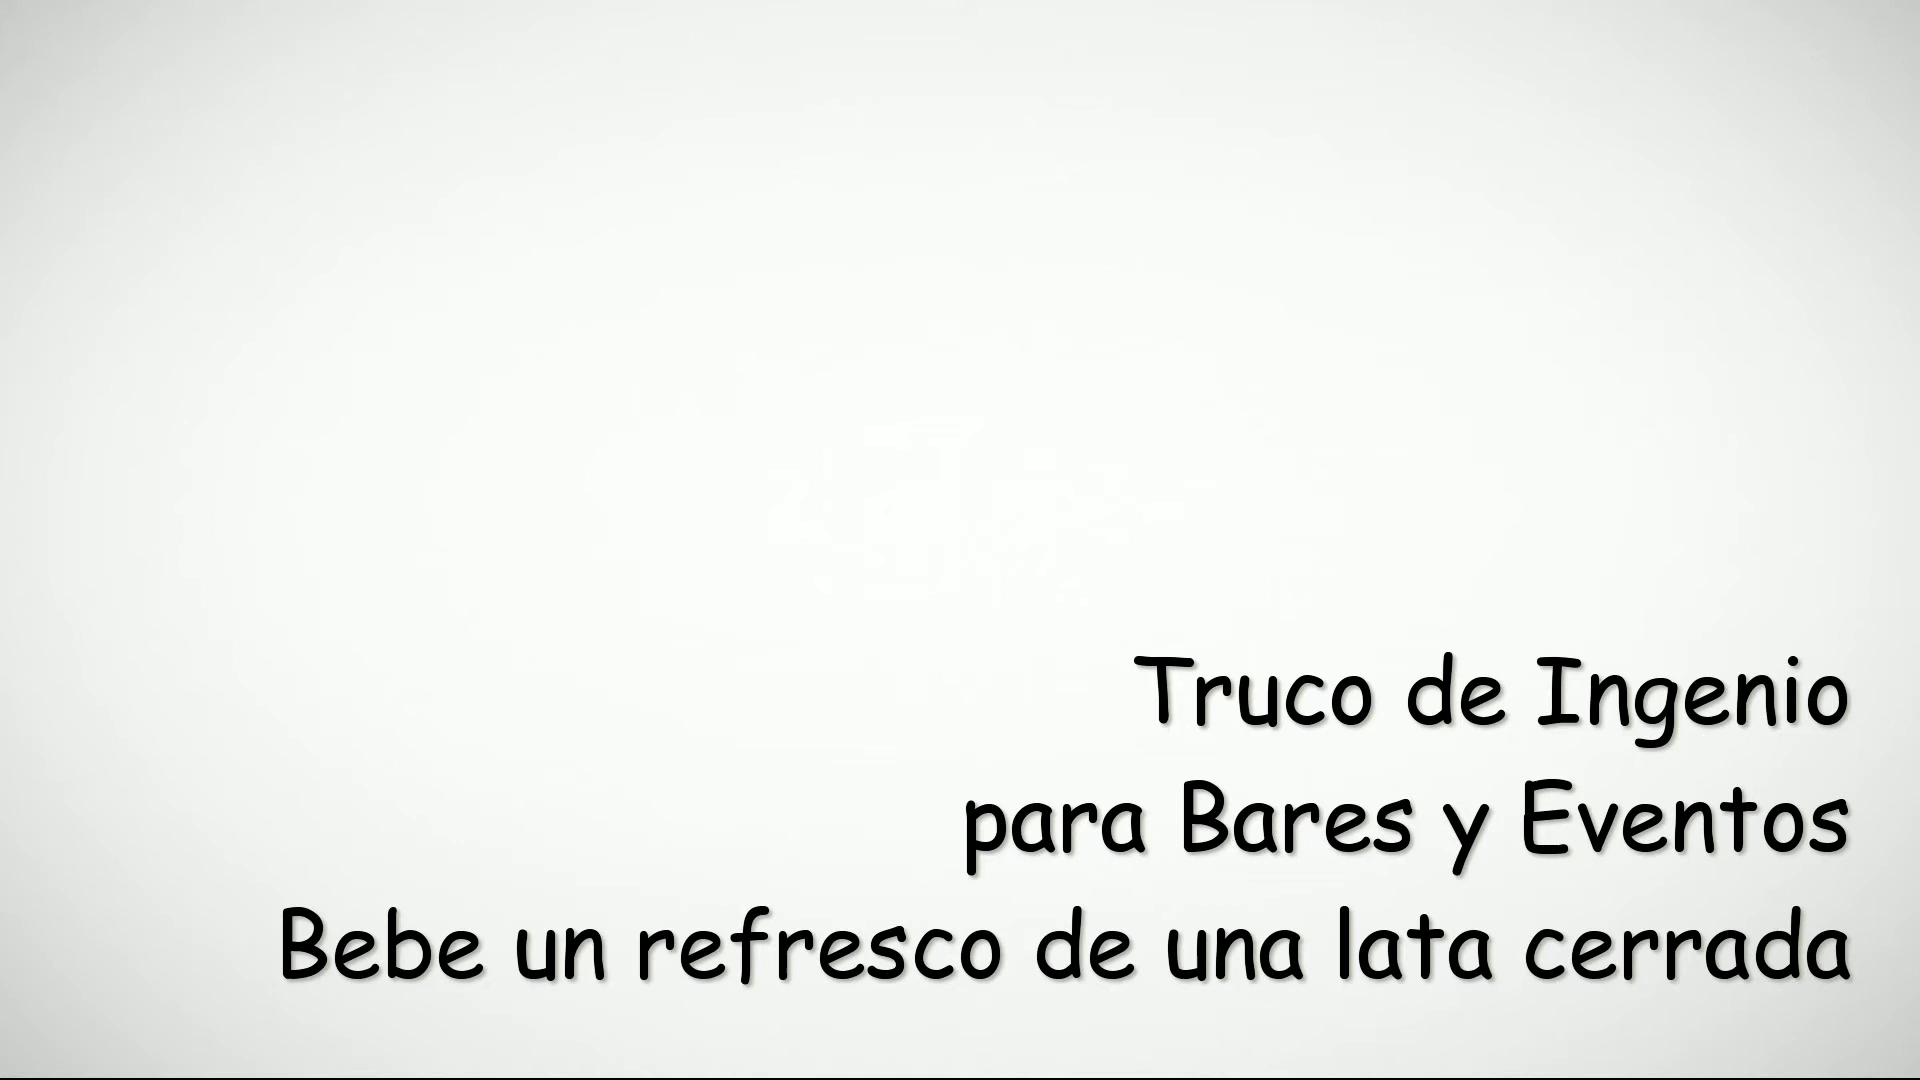 Truco de Ingenio
para Bares y Eventos
Bebe un refresco de una lata cerrada